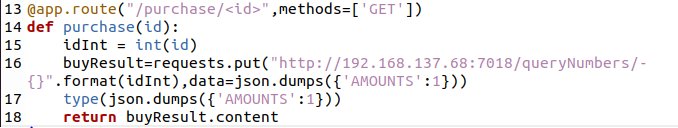 13 @app.route("/purchase/<id>",methods=['GET'])
14 def purchase(id):
15     idInt = int(id)
16     buyResult=requests.put("http://192.168.137.68:7018/queryNumbers/-
{}".format(idInt),data=json.dumps({'AMOUNTS':1}))
17     type(json.dumps({'AMOUNTS':1}))
18     return buyResult.content